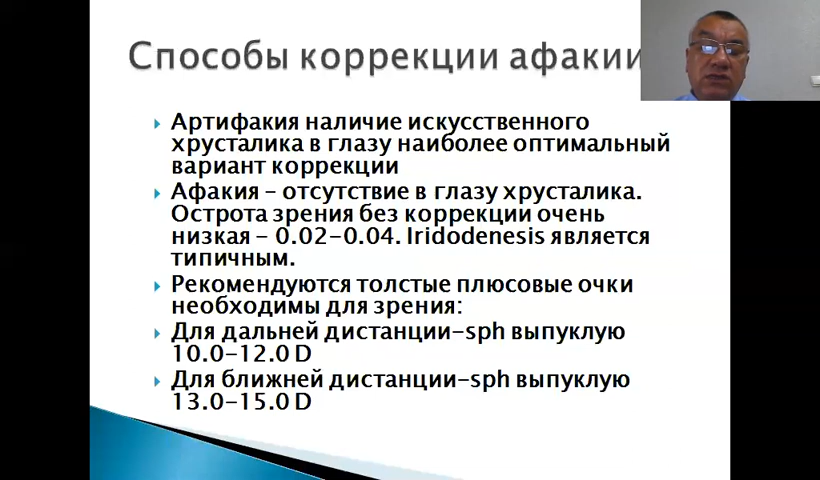 Способы коррекции афакии
Артифакия наличие искусственного
хрусталика в глазу наиболее оптимальный
вариант коррекции
Афакия – отсутствие в глазу хрусталика.
Острота зрения без коррекции очень
низкая – 0.02-0.04. Iridodenesis является
типичным.
Рекомендуются толстые плюсовые очки
необходимы для зрения:
Для дальней дистанции-sph выпуклую
10.0-12.0 D
Для ближней дистанции-sph выпуклую
13.0-15.0 D